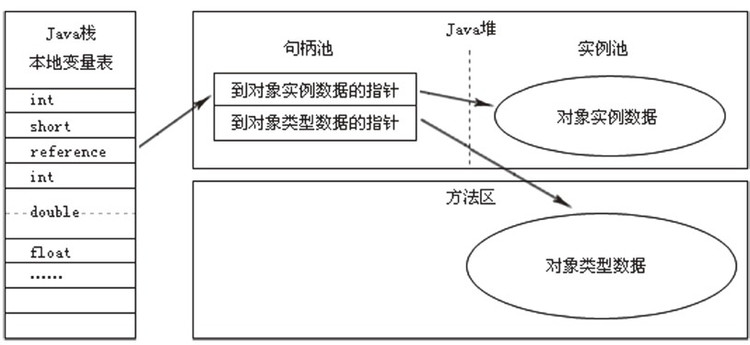 Java栈
本地变量表
int
short
reference
int
double
float
……
Java堆
句柄池
实例池
到对象实例数据的指针
到对象类型数据的指针
对象实例数据
方法区
对象类型数据